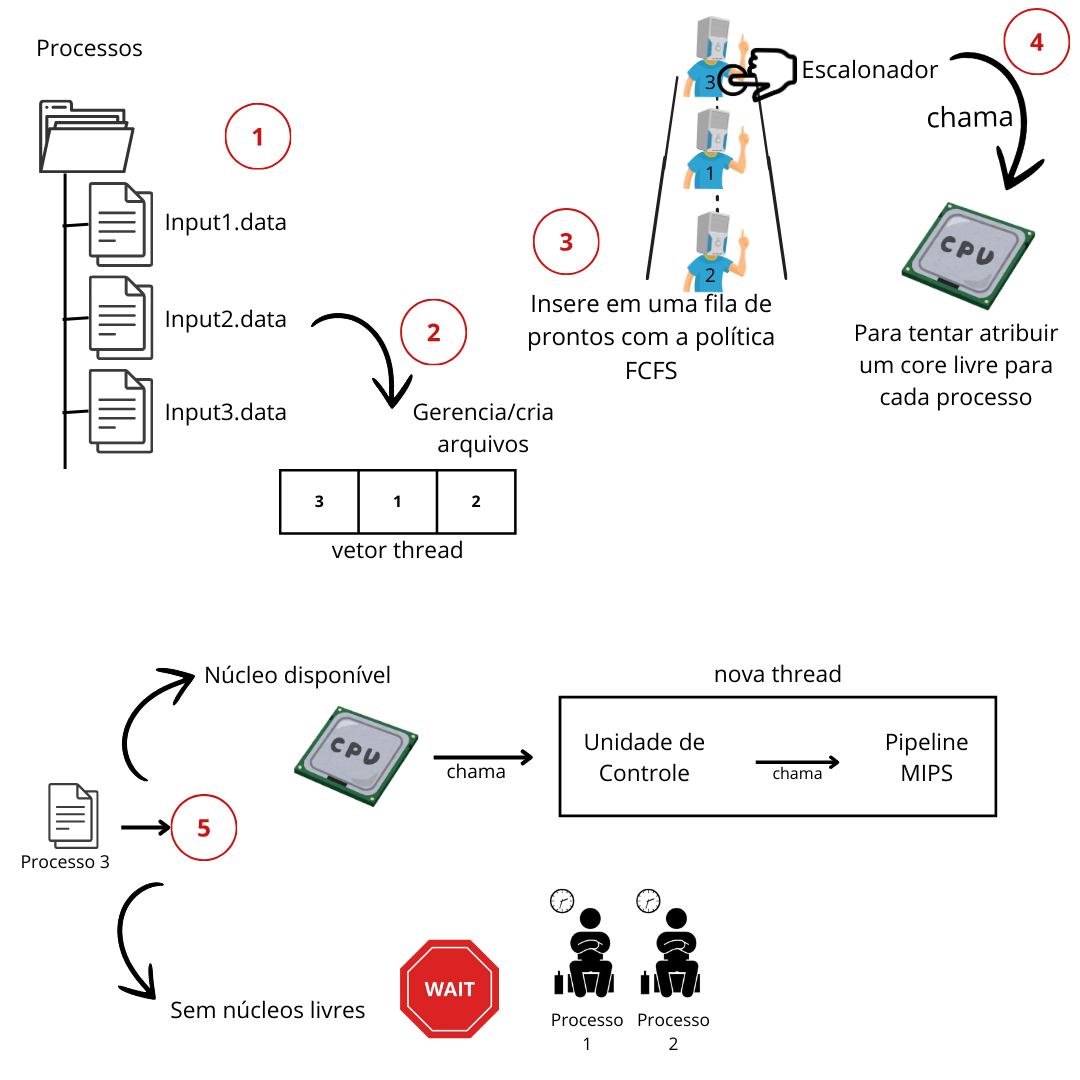 Processos
1
Input1.data
Input2.data
Input3.data
2
Gerencia/cria
arquivos
3 1 2
vetor thread
3
1
2
3
Insere em uma fila de
prontos com a política
FCFS
Escalonador
4
chama
CPU
Para tentar atribuir
um core livre para
cada processo
Processo 3
5
Núcleo disponível
CPU
chama
nova thread
Unidade de
Controle
chama
Pipeline
MIPS
Sem núcleos livres
WAIT
Processo
1
Processo
2